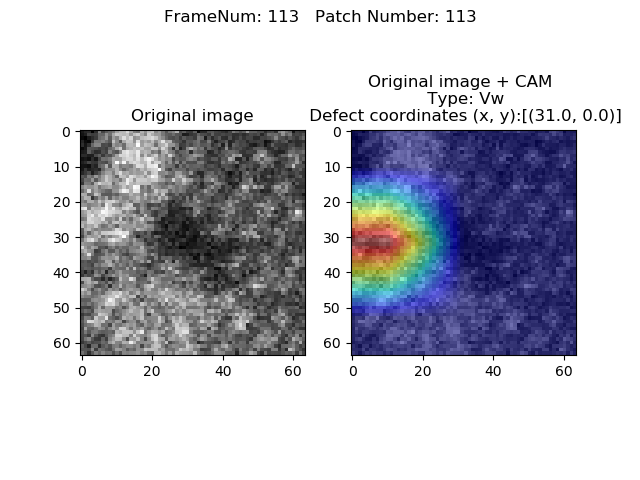 FrameNum: 113   Patch Number: 113
Original image
Original image + CAM
Type: Vw
Defect coordinates (x, y):[(31.0, 0.0)]
0
10
20
30
40
50
60
0 20 40 60
0
10
20
30
40
50
60
0 20 40 60